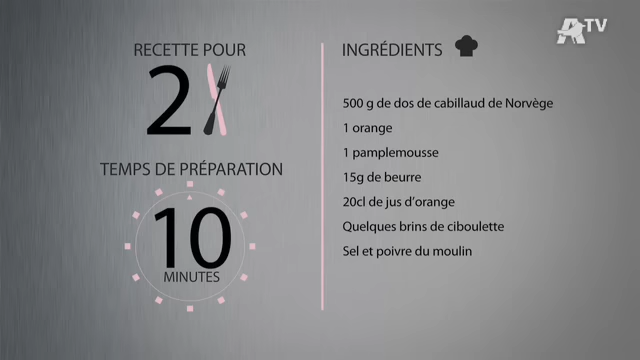 ATV
RECETTE POUR
2
TEMPS DE PRÉPARATION
10
MINUTES
INGRÉDIENTS
500 g de dos de cabillaud de Norvège
1 orange
1 pamplemousse
15g de beurre
20cl de jus d'orange
Quelques brins de ciboulette
Sel et poivre du moulin